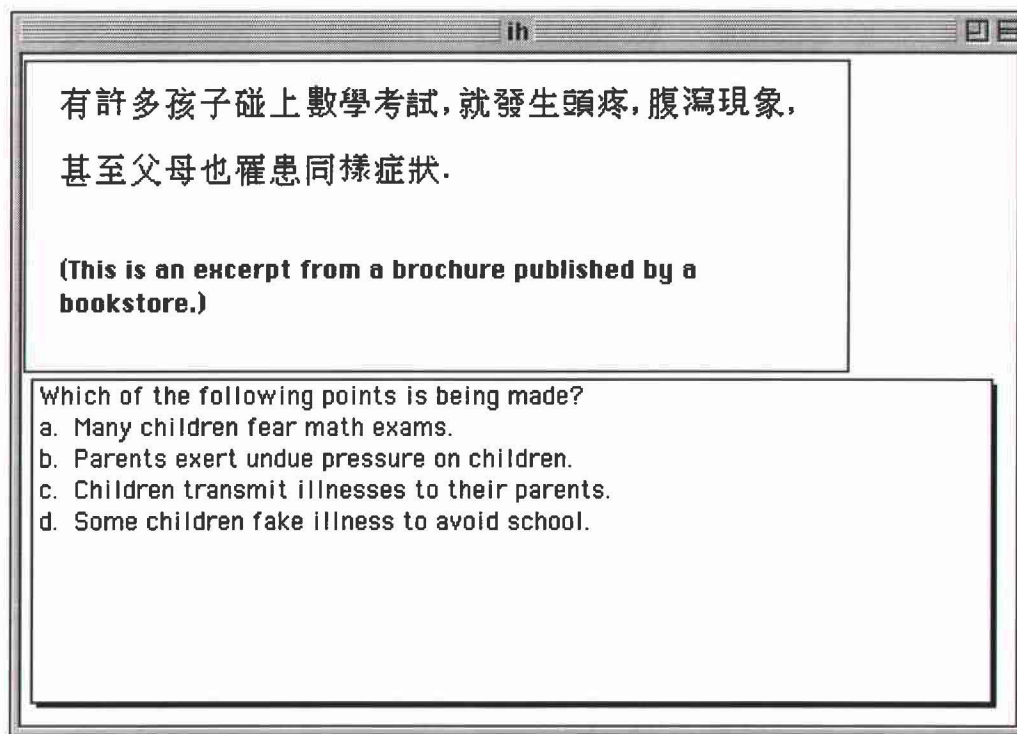 ih
有許多孩子碰上數學考試,就發生頭疼,腹瀉現象,
甚至父母也罹患同樣症狀.
(This is an excerpt from a brochure published by a
bookstore.)
Which of the following points is being made?
a. Many children fear math exams.
b. Parents exert undue pressure on children.
c. Children transmit illnesses to their parents.
d. Some children fake illness to avoid school.